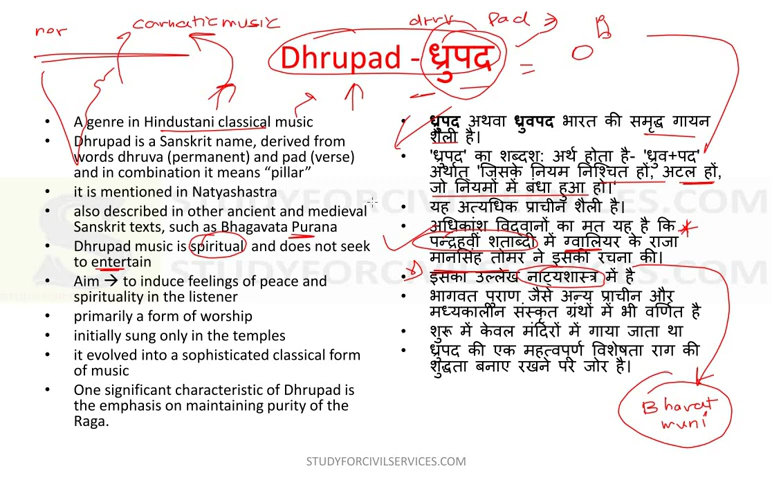 nor
carnatic music
dhruv pad
Dhrupad - ध्रुपद
=
A genre in Hindustani classical music
Dhrupad is a Sanskrit name, derived from
words dhruva (permanent) and pad (verse)
and in combination it means “pillar”
it is mentioned in Natyashastra
also described in other ancient and medieval
Sanskrit texts, such as Bhagavata Purana
Dhrupad music is spiritual and does not seek
to entertain
Aim → to induce feelings of peace and
spirituality in the listener
primarily a form of worship
initially sung only in the temples
it evolved into a sophisticated classical form
of music
One significant characteristic of Dhrupad is
the emphasis on maintaining purity of the
Raga.
ध्रुपद अथवा ध्रुवपद भारत की समृद्ध गायन
शैली है।
'ध्रुपद' का शब्दश: अर्थ होता है- 'ध्रुव+पद'
अर्थात 'जिसके नियम निश्चित हों, अटल हों,
जो नियमों में बंधा हुआ हो।'
यह अत्यधिक प्राचीन शैली है।
अधिकांश विद्वानों का मत यह है कि
पन्द्रहवीं शताब्दी में ग्वालियर के राजा
मानसिंह तोमर ने इसकी रचना की।
इसका उल्लेख नाट्यशास्त्र में है
भागवत पुराण जैसे अन्य प्राचीन और
मध्यकालीन संस्कृत ग्रंथों में भी वर्णित है
शुरू में केवल मंदिरों में गाया जाता था
ध्रुपद की एक महत्वपूर्ण विशेषता राग की
शुद्धता बनाए रखने पर जोर है।
Bharat
muni
STUDYFORCIVILSERVICES.COM